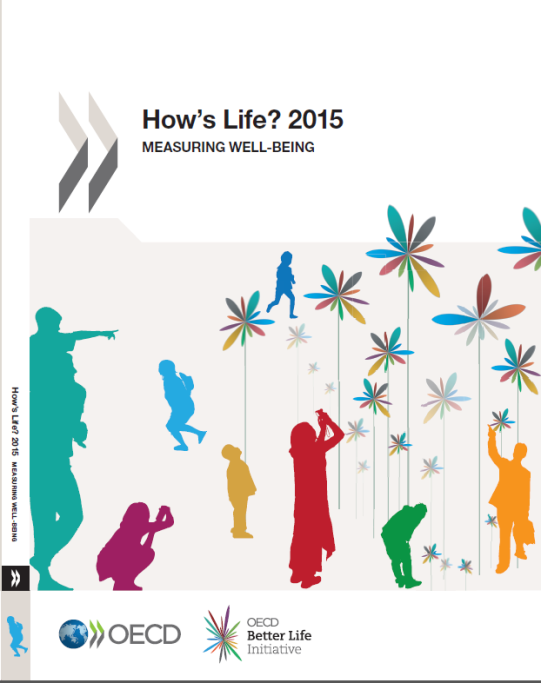 How's Life? 2015
MEASURING WELL-BEING
How's Life? 2015 MEASURING WELL-BEING
OECD
OECD
Better Life
Initiative